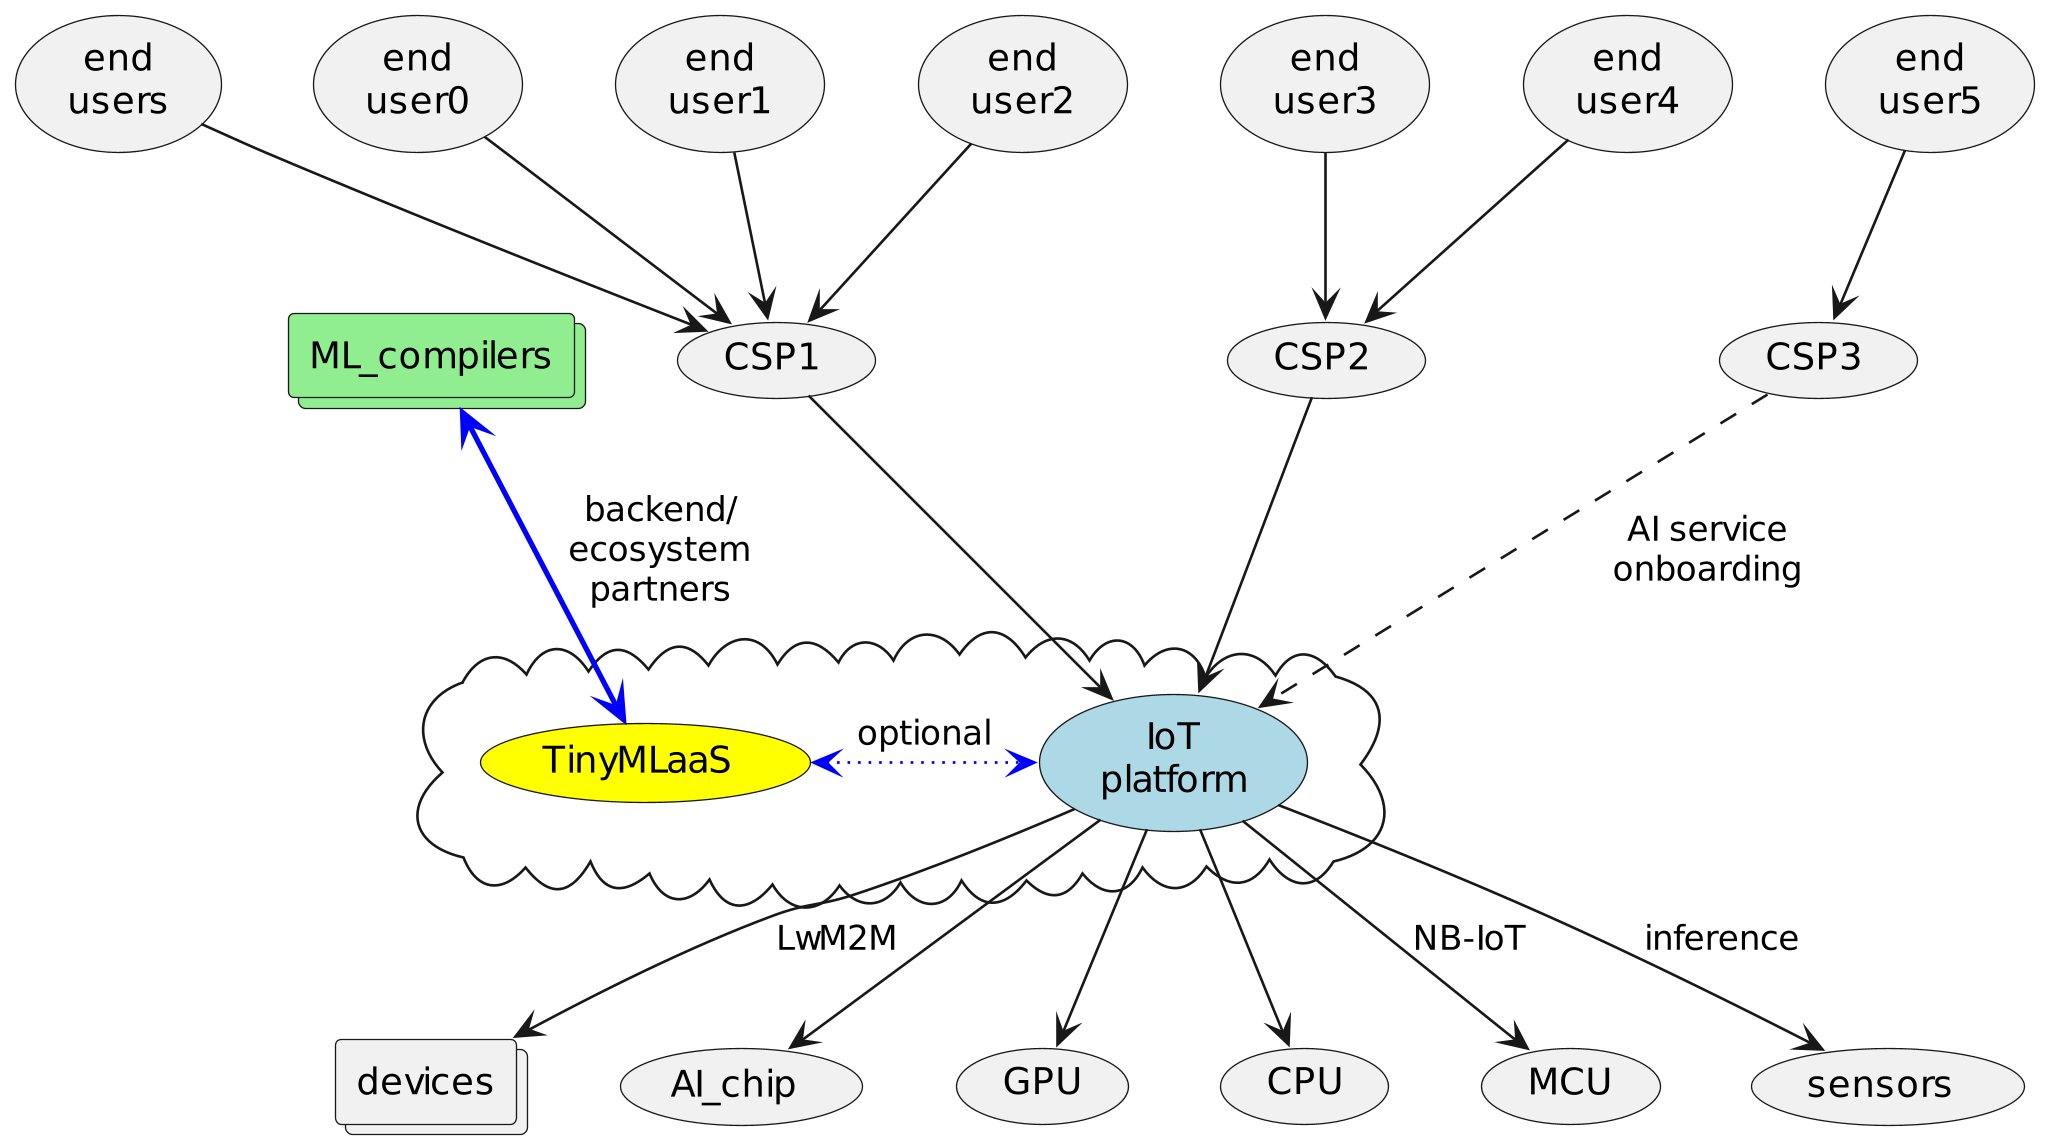 end
users
end
user0
end
user1
end
user2
end
user3
end
user4
end
user5
ML_compilers
CSP1
CSP2
CSP3
backend/
ecosystem
partners
AI service
onboarding
TinyMLaaS
optional
IoT
platform
LwM2M
NB-IoT
inference
devices
AI_chip
GPU
CPU
MCU
sensors